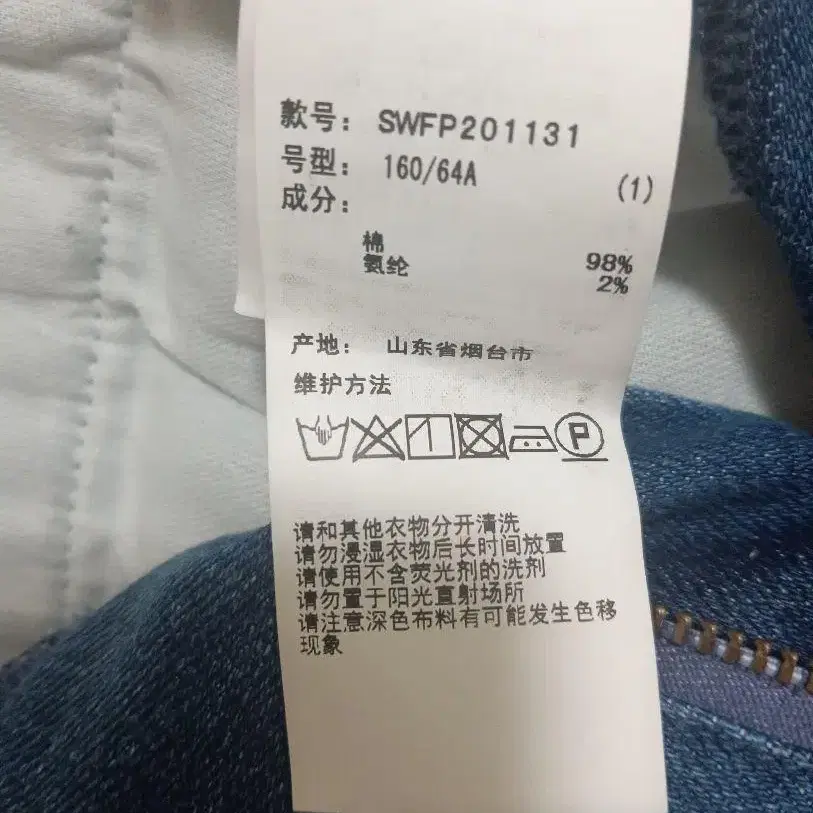 款号： SWFP201131
号型： 160/64A (1)
成分：
棉 98%
氨纶 2%
产地： 山东省烟台市
维护方法
P
请和其他衣物分开清洗
请勿浸湿衣物后长时间放置
请使用不含荧光剂的洗剂
请勿置于阳光直射场所
请注意深色布料有可能发生色移
现象